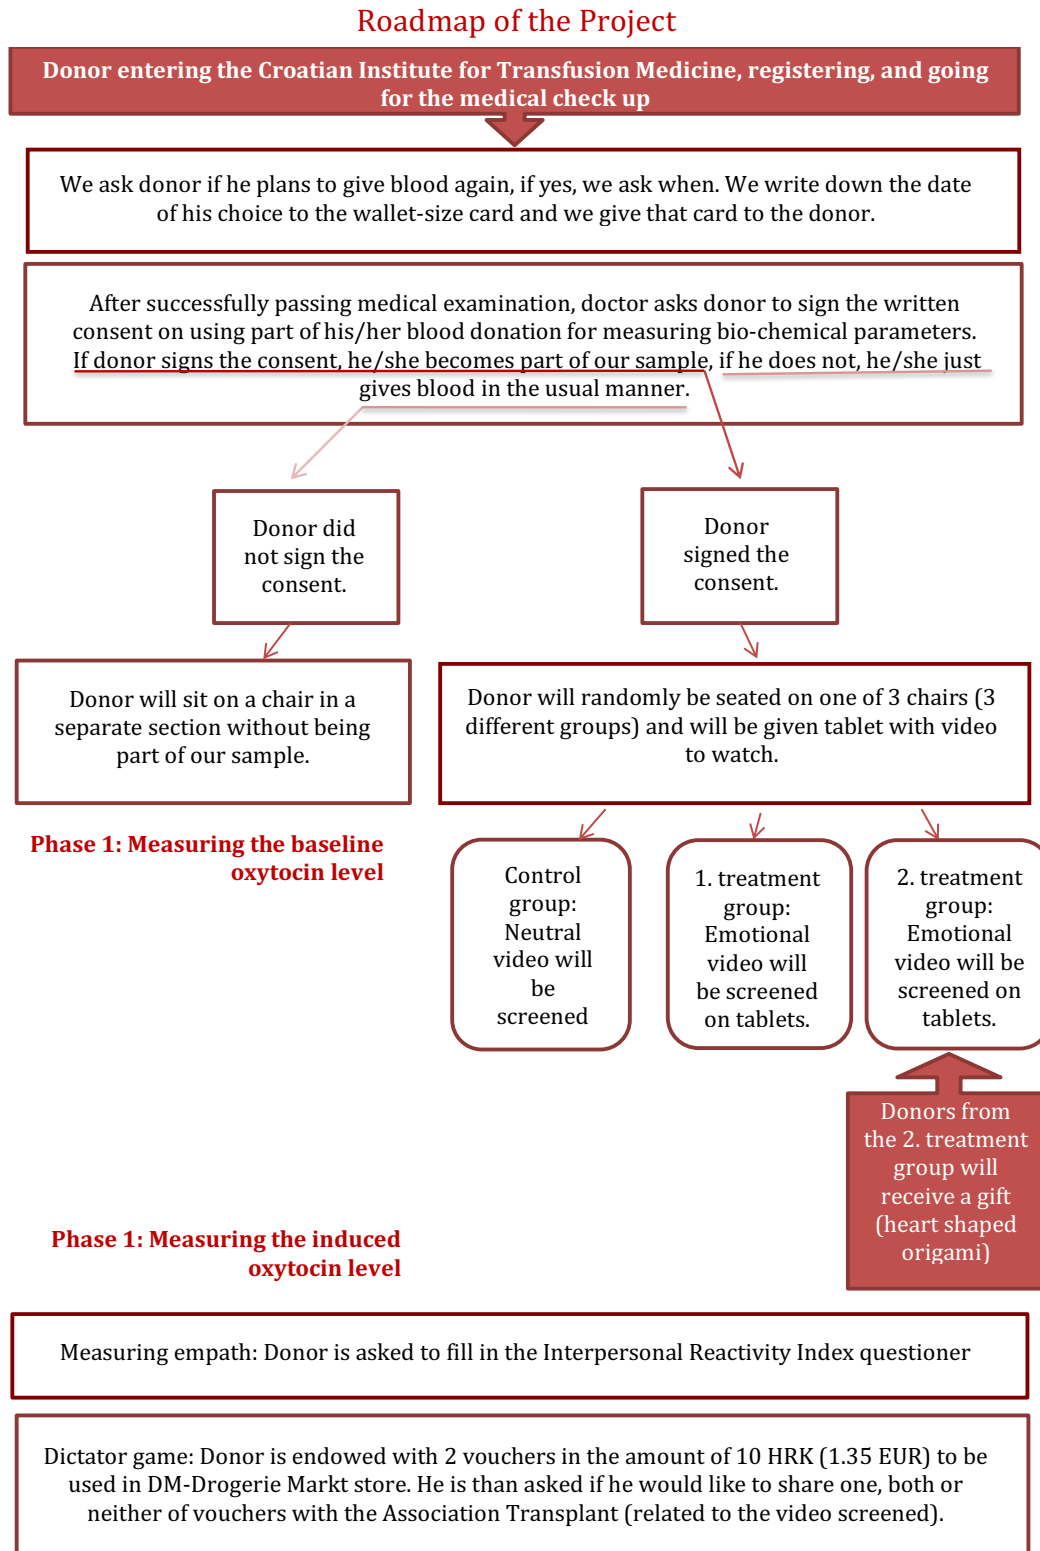 Roadmap of the Project
Donor entering the Croatian Institute for Transfusion Medicine, registering, and going
for the medical check up
We ask donor if he plans to give blood again, if yes, we ask when. We write down the date
of his choice to the wallet-size card and we give that card to the donor.
After successfully passing medical examination, doctor asks donor to sign the written
consent on using part of his/her blood donation for measuring bio-chemical parameters.
If donor signs the consent, he/she becomes part of our sample, if he does not, he/she just
gives blood in the usual manner.
Donor did
not sign the
consent.
Donor
signed the
consent.
Donor will sit on a chair in a
separate section without being
part of our sample.
Donor will randomly be seated on one of 3 chairs (3
different groups) and will be given tablet with video
to watch.
Phase 1: Measuring the baseline
oxytocin level
Control
group:
Neutral
video will
be
screened
1. treatment
group:
Emotional
video will
be screened
on tablets.
2. treatment
group:
Emotional
video will be
screened on
tablets.
Donors from
the 2. treatment
group will
receive a gift
(heart shaped
origami)
Phase 1: Measuring the induced
oxytocin level
Measuring empath: Donor is asked to fill in the Interpersonal Reactivity Index questioner
Dictator game: Donor is endowed with 2 vouchers in the amount of 10 HRK (1.35 EUR) to be
used in DM-Drogerie Markt store. He is than asked if he would like to share one, both or
neither of vouchers with the Association Transplant (related to the video screened).